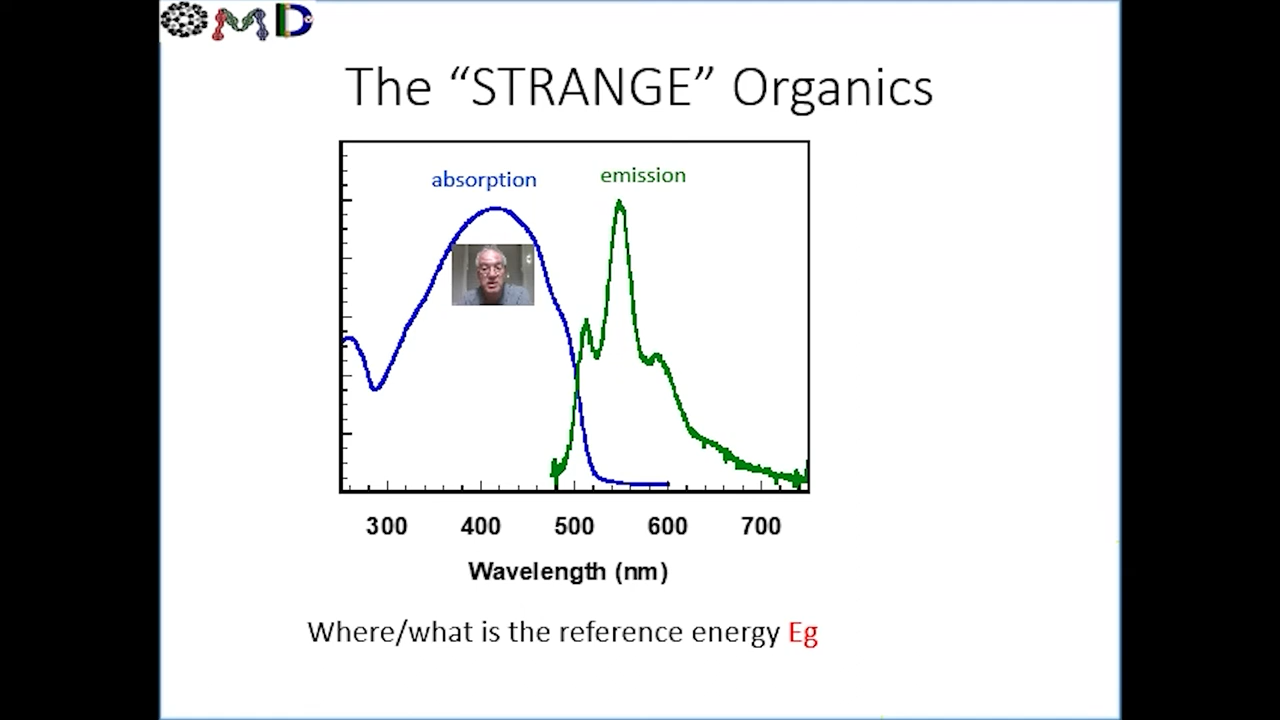 OMD
The “STRANGE” Organics
absorption
emission
300 400 500 600 700
Wavelength (nm)
Where/what is the reference energy Eg